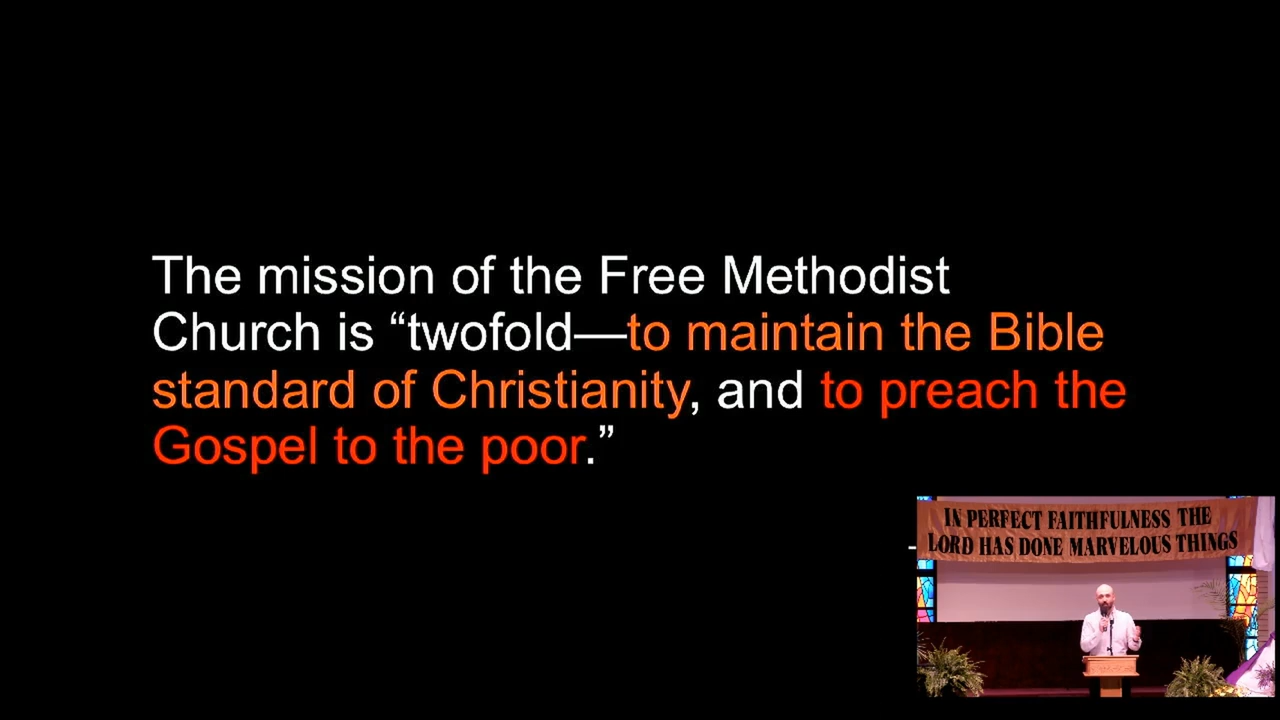 The mission of the Free Methodist
Church is “twofold—to maintain the Bible
standard of Christianity, and to preach the
Gospel to the poor.”
IN PERFECT FAITHFULNESS THE
LORD HAS DONE MARVELOUS THINGS